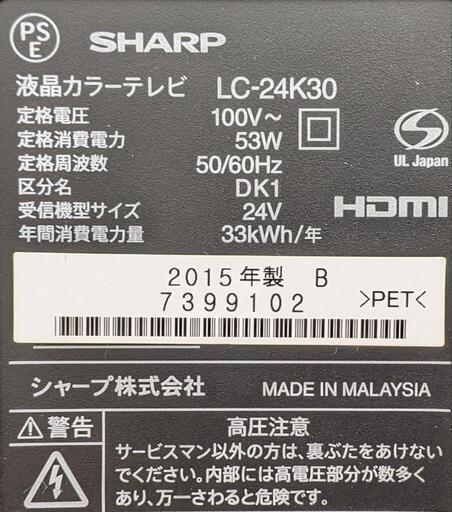 PS
E
SHARP
液晶カラーテレビ LC-24K30
定格電圧 100V～
定格消費電力 53W
定格周波数 50/60Hz
区分名 DK1
受信機型サイズ 24V
年間消費電力量 33kWh/年
UL Japan
HDMI
2015年製 B
7399102
>PET<
シャープ株式会社 MADE IN MALAYSIA
警告
高圧注意
サービスマン以外の方は、裏ぶたをあけない
でください。内部には高電圧部分が数多く
あり、万一さわると危険です。